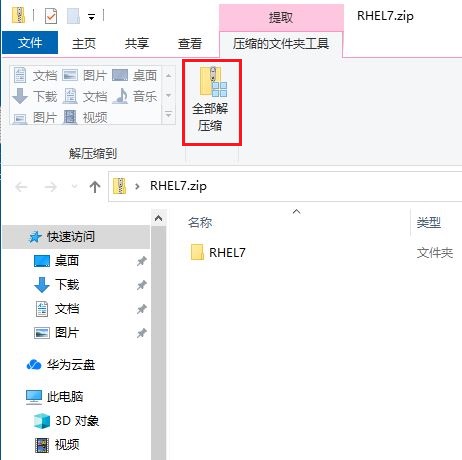 提取
RHEL7.zip
文件
主页
共享
查看
压缩的文件夹工具
文档
图片
桌面
下载
文档
音乐
图片
视频
全部解
压缩
解压缩到
RHEL7.zip
名称
类型
快速访问
RHEL7
文件夹
桌面
下载
文档
图片
华为云盘
此电脑
3D 对象
视频